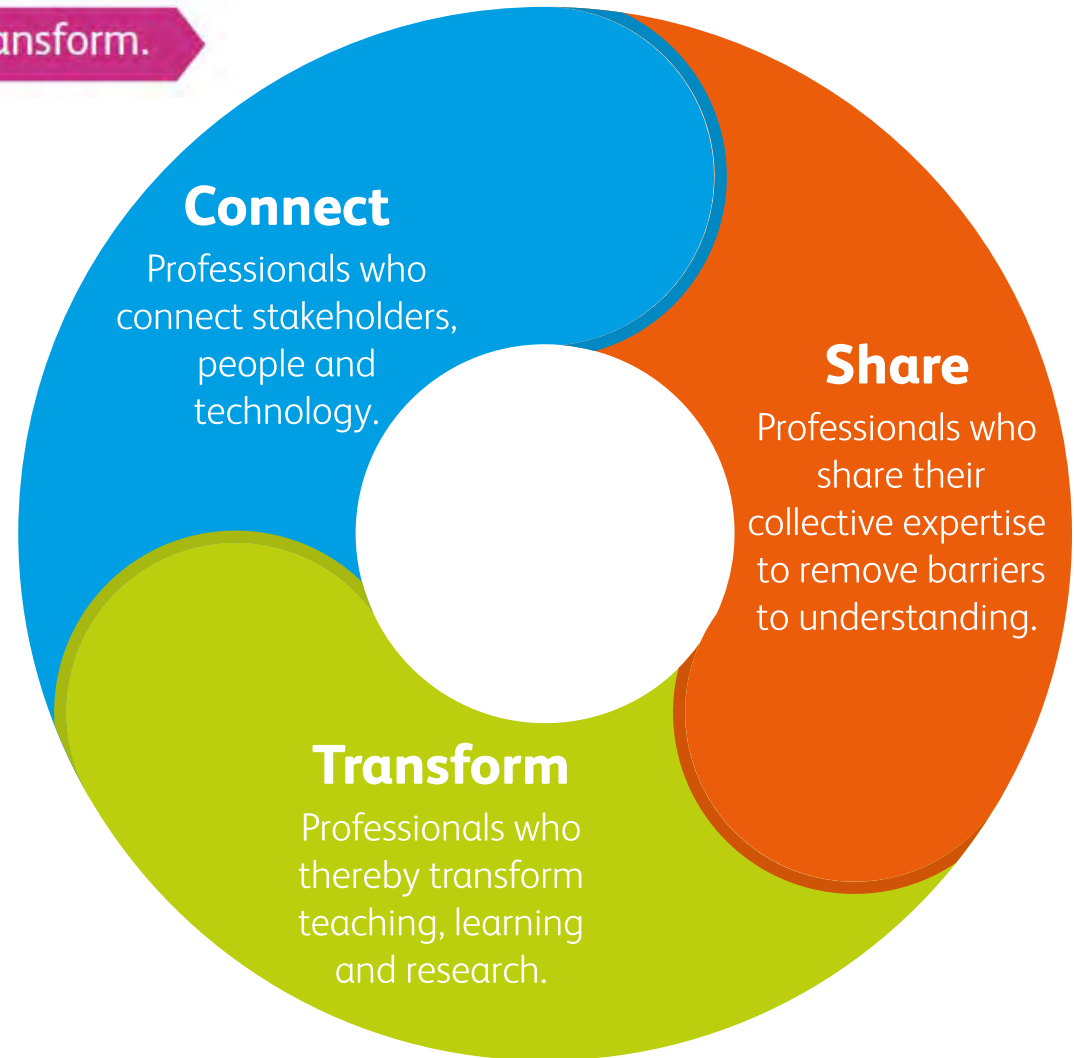 ansform.
Connect
Professionals who
connect stakeholders,
people and
technology.
Share
Professionals who
share their
collective expertise
to remove barriers
to understanding.
Transform
Professionals who
thereby transform
teaching, learning
and research.